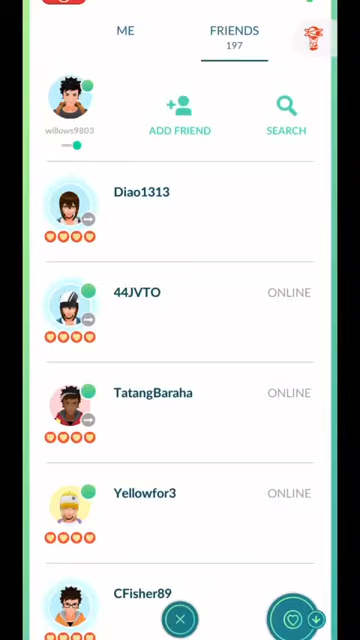 ME
FRIENDS
197
willows9803
ADD FRIEND
SEARCH
Diao1313
44JVTO
ONLINE
TatangBaraha
ONLINE
Yellowfor3
ONLINE
CFisher89